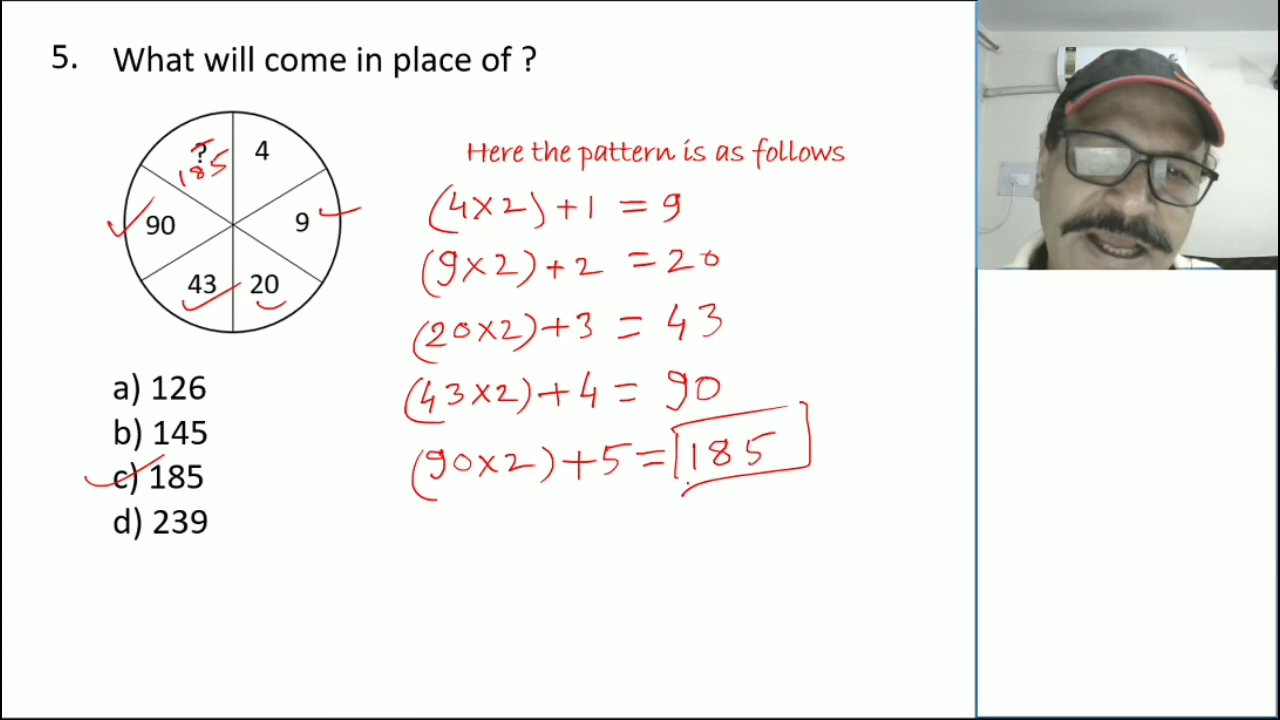 5. What will come in place of ?
? 4
185
90 9
43 20
a) 126
b) 145
c) 185
d) 239
Here the pattern is as follows
(4×2)+1 = 9
(9×2)+2 = 20
(20×2)+3 = 43
(43×2)+4 = 90
(90×2)+5=185